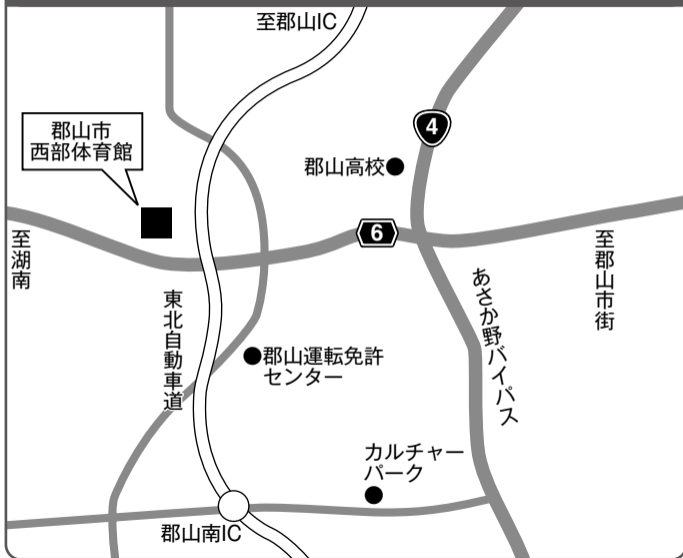 至郡山IC
4
郡山市
西部体育館
郡山高校
6
至湖南
至郡山市街
東北自動車道
あさか野バイパス
郡山運転免許
センター
カルチャー
パーク
郡山南IC